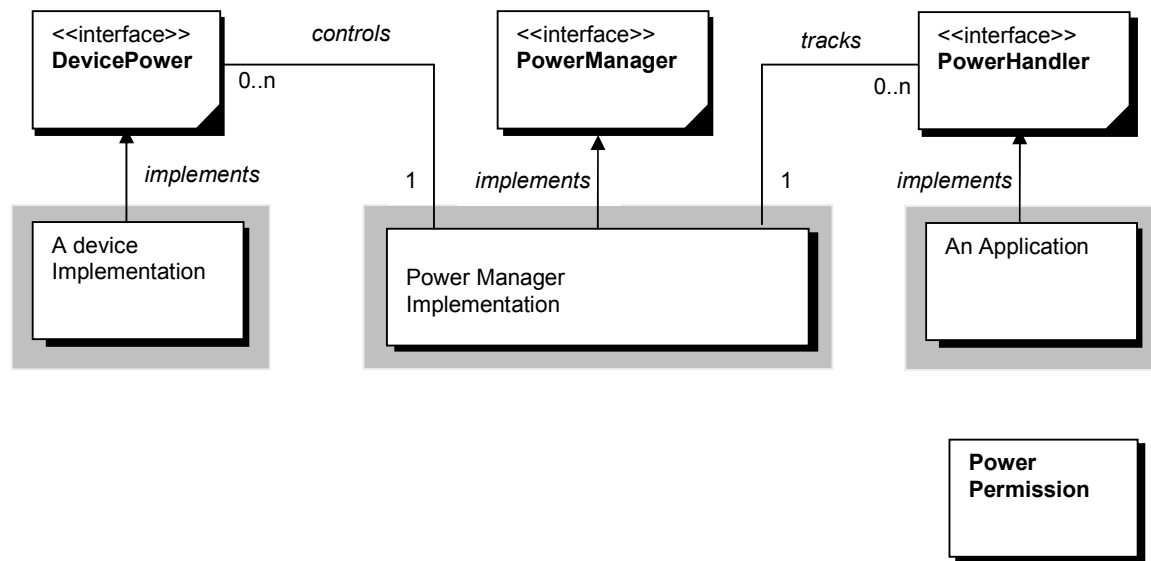 <<interface>>
DevicePower
controls
0..n
<<interface>>
PowerManager
tracks
0..n
<<interface>>
PowerHandler
implements
1
implements
1
implements
A device
Implementation
Power Manager
Implementation
An Application
Power
Permission